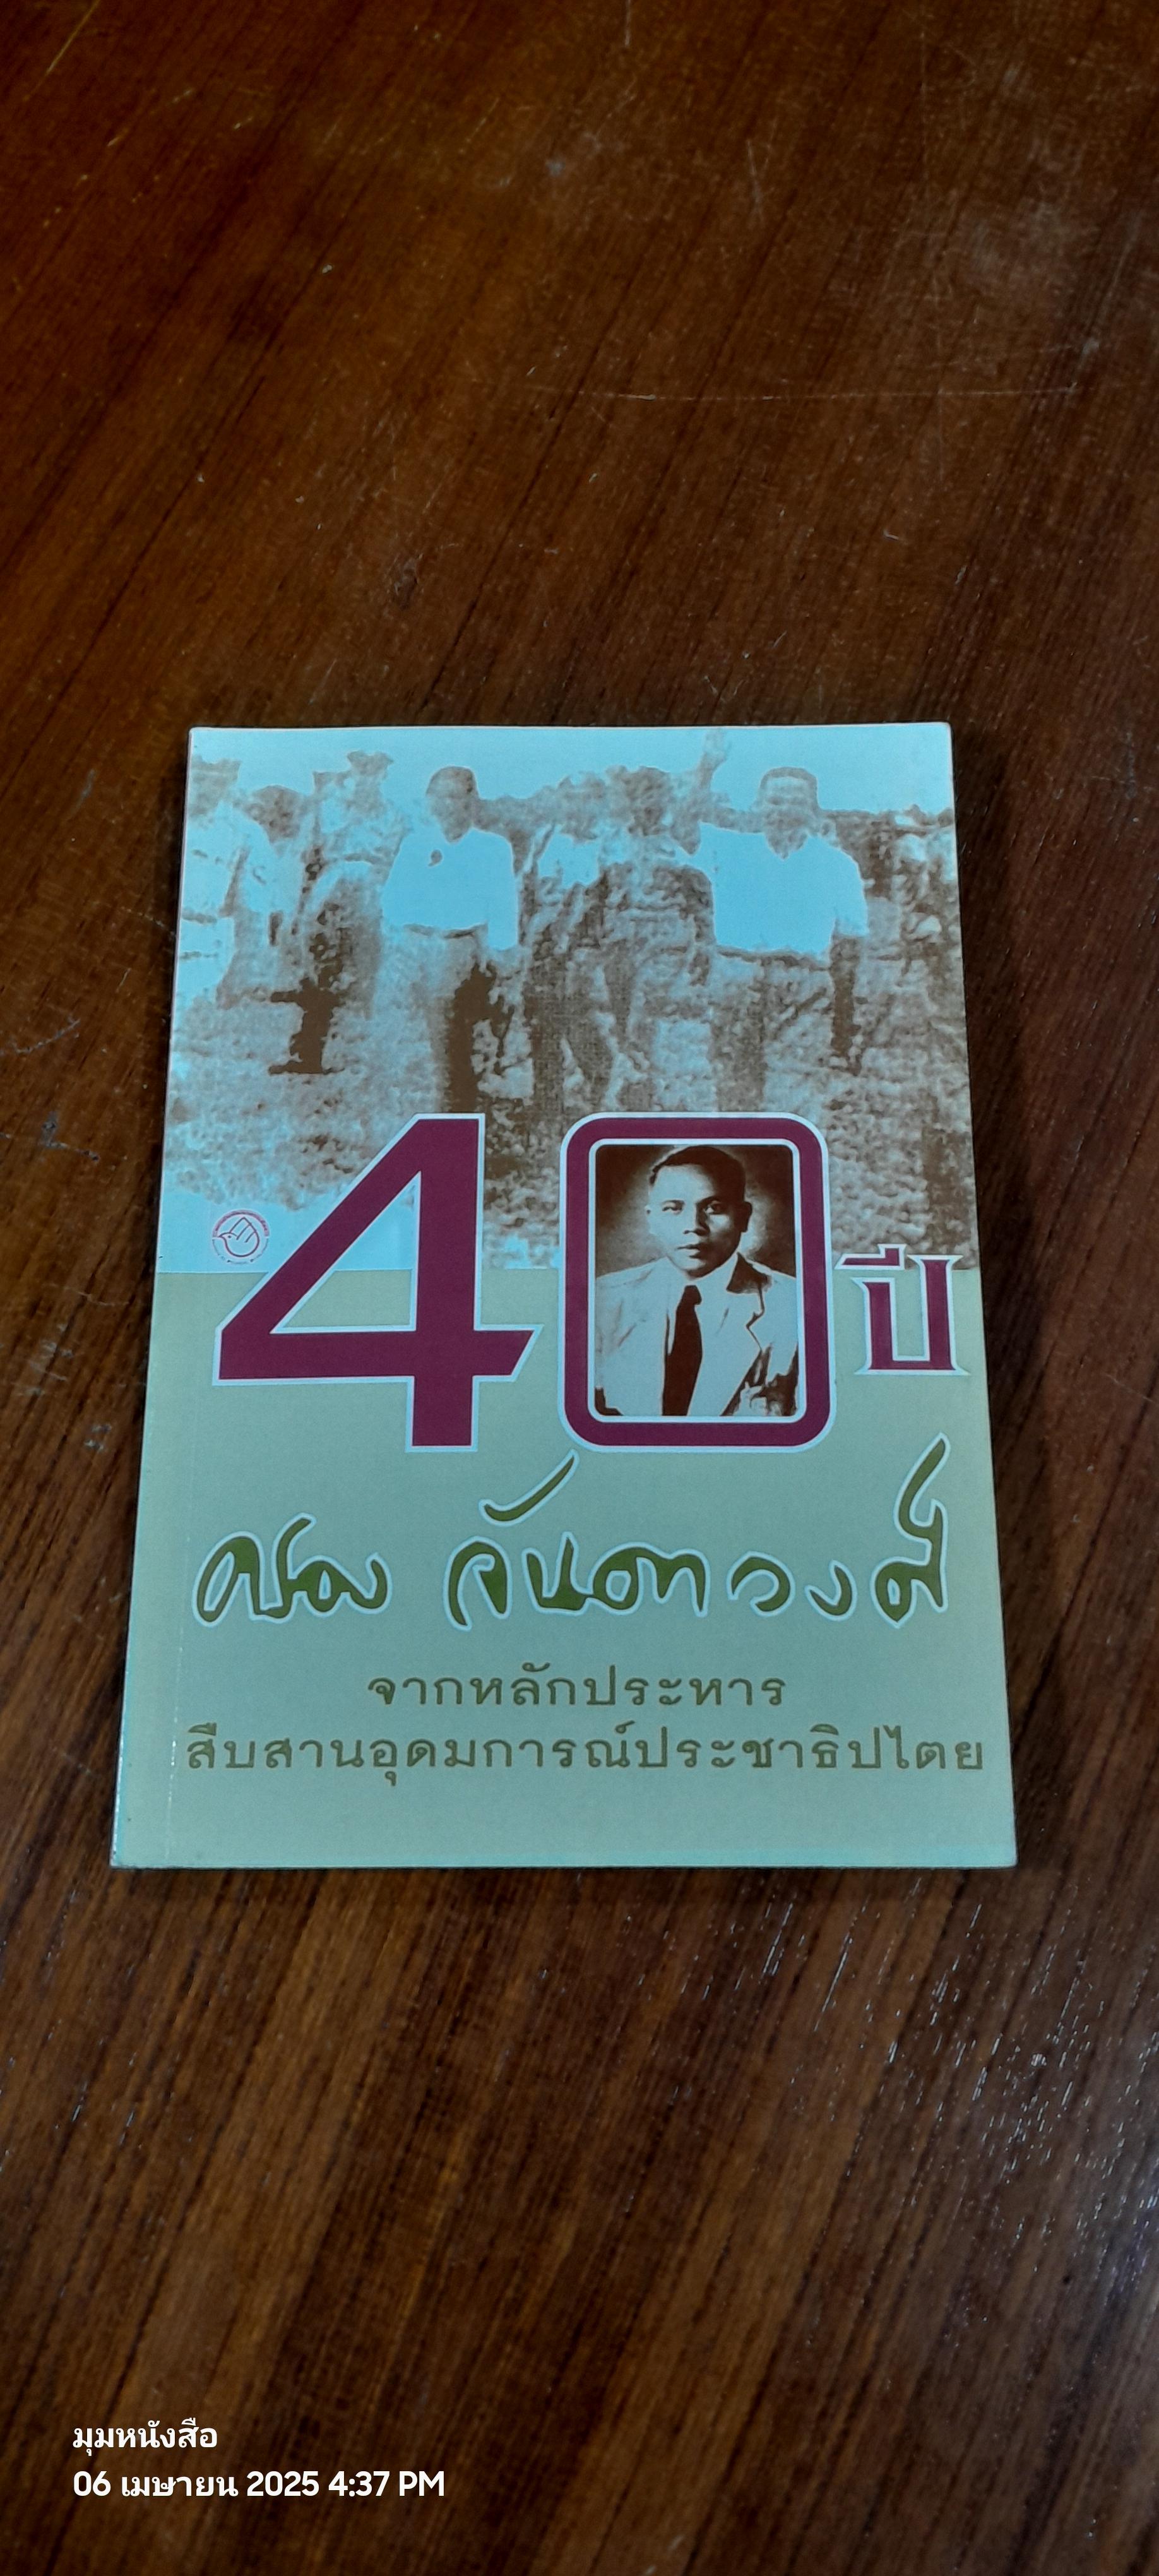 40 ปี
ครอง จันดาวงศ์
จากหลักประหาร
สืบสานอุดมการณ์ประชาธิปไตย
มุมหนังสือ
06 เมษายน 2025 4:37 PM